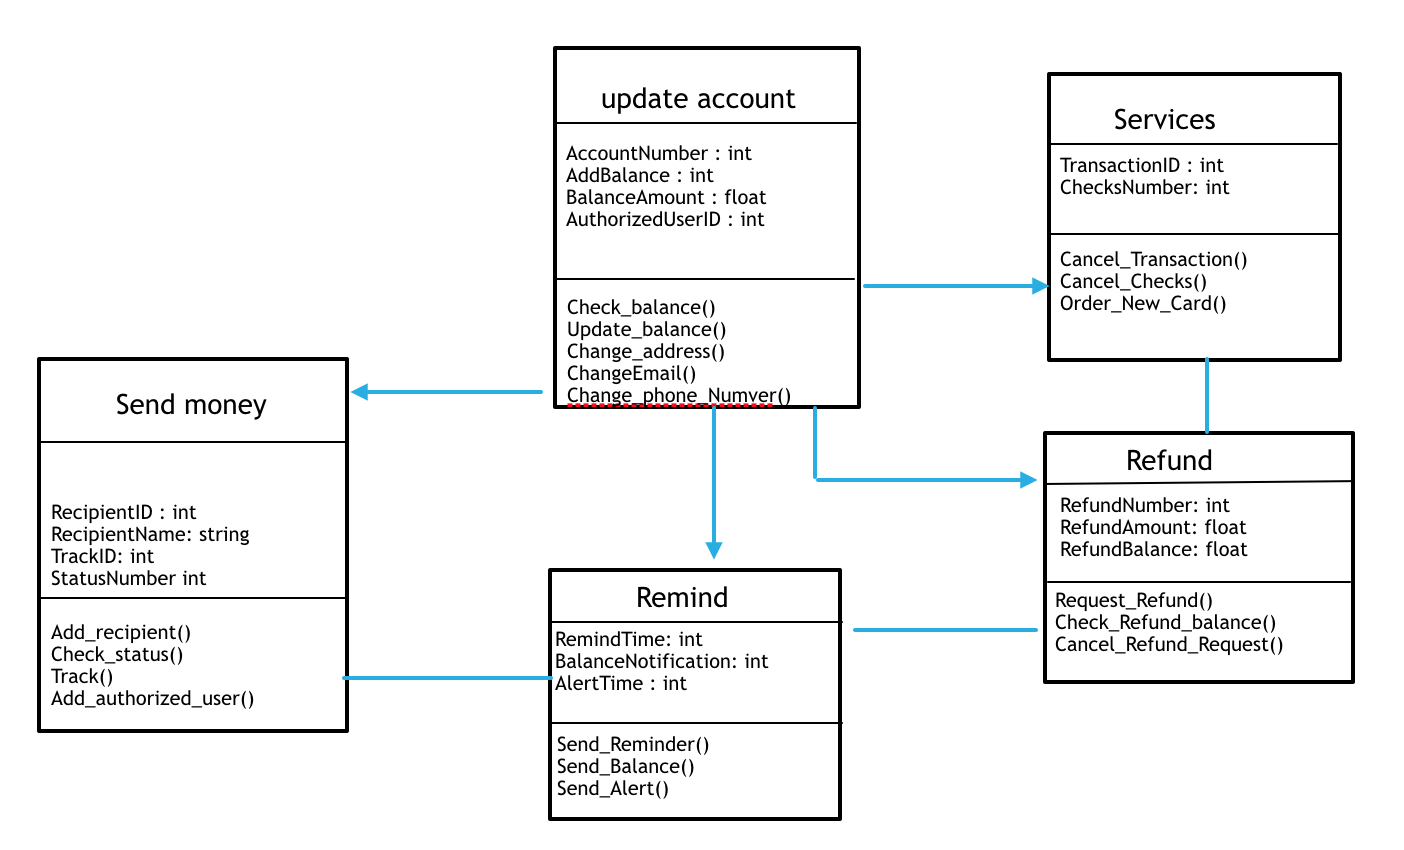 update account
AccountNumber : int
AddBalance : int
BalanceAmount : float
AuthorizedUserID : int
Check_balance()
Update_balance()
Change_address()
ChangeEmail()
Change_phone_Numver()
Services
TransactionID : int
ChecksNumber: int
Cancel_Transaction()
Cancel_Checks()
Order_New_Card()
Send money
RecipientID : int
RecipientName: string
TrackID: int
StatusNumber int
Add_recipient()
Check_status()
Track()
Add_authorized_user()
Remind
RemindTime: int
BalanceNotification: int
AlertTime : int
Send_Reminder()
Send_Balance()
Send_Alert()
Refund
RefundNumber: int
RefundAmount: float
RefundBalance: float
Request_Refund()
Check_Refund_balance()
Cancel_Refund_Request()